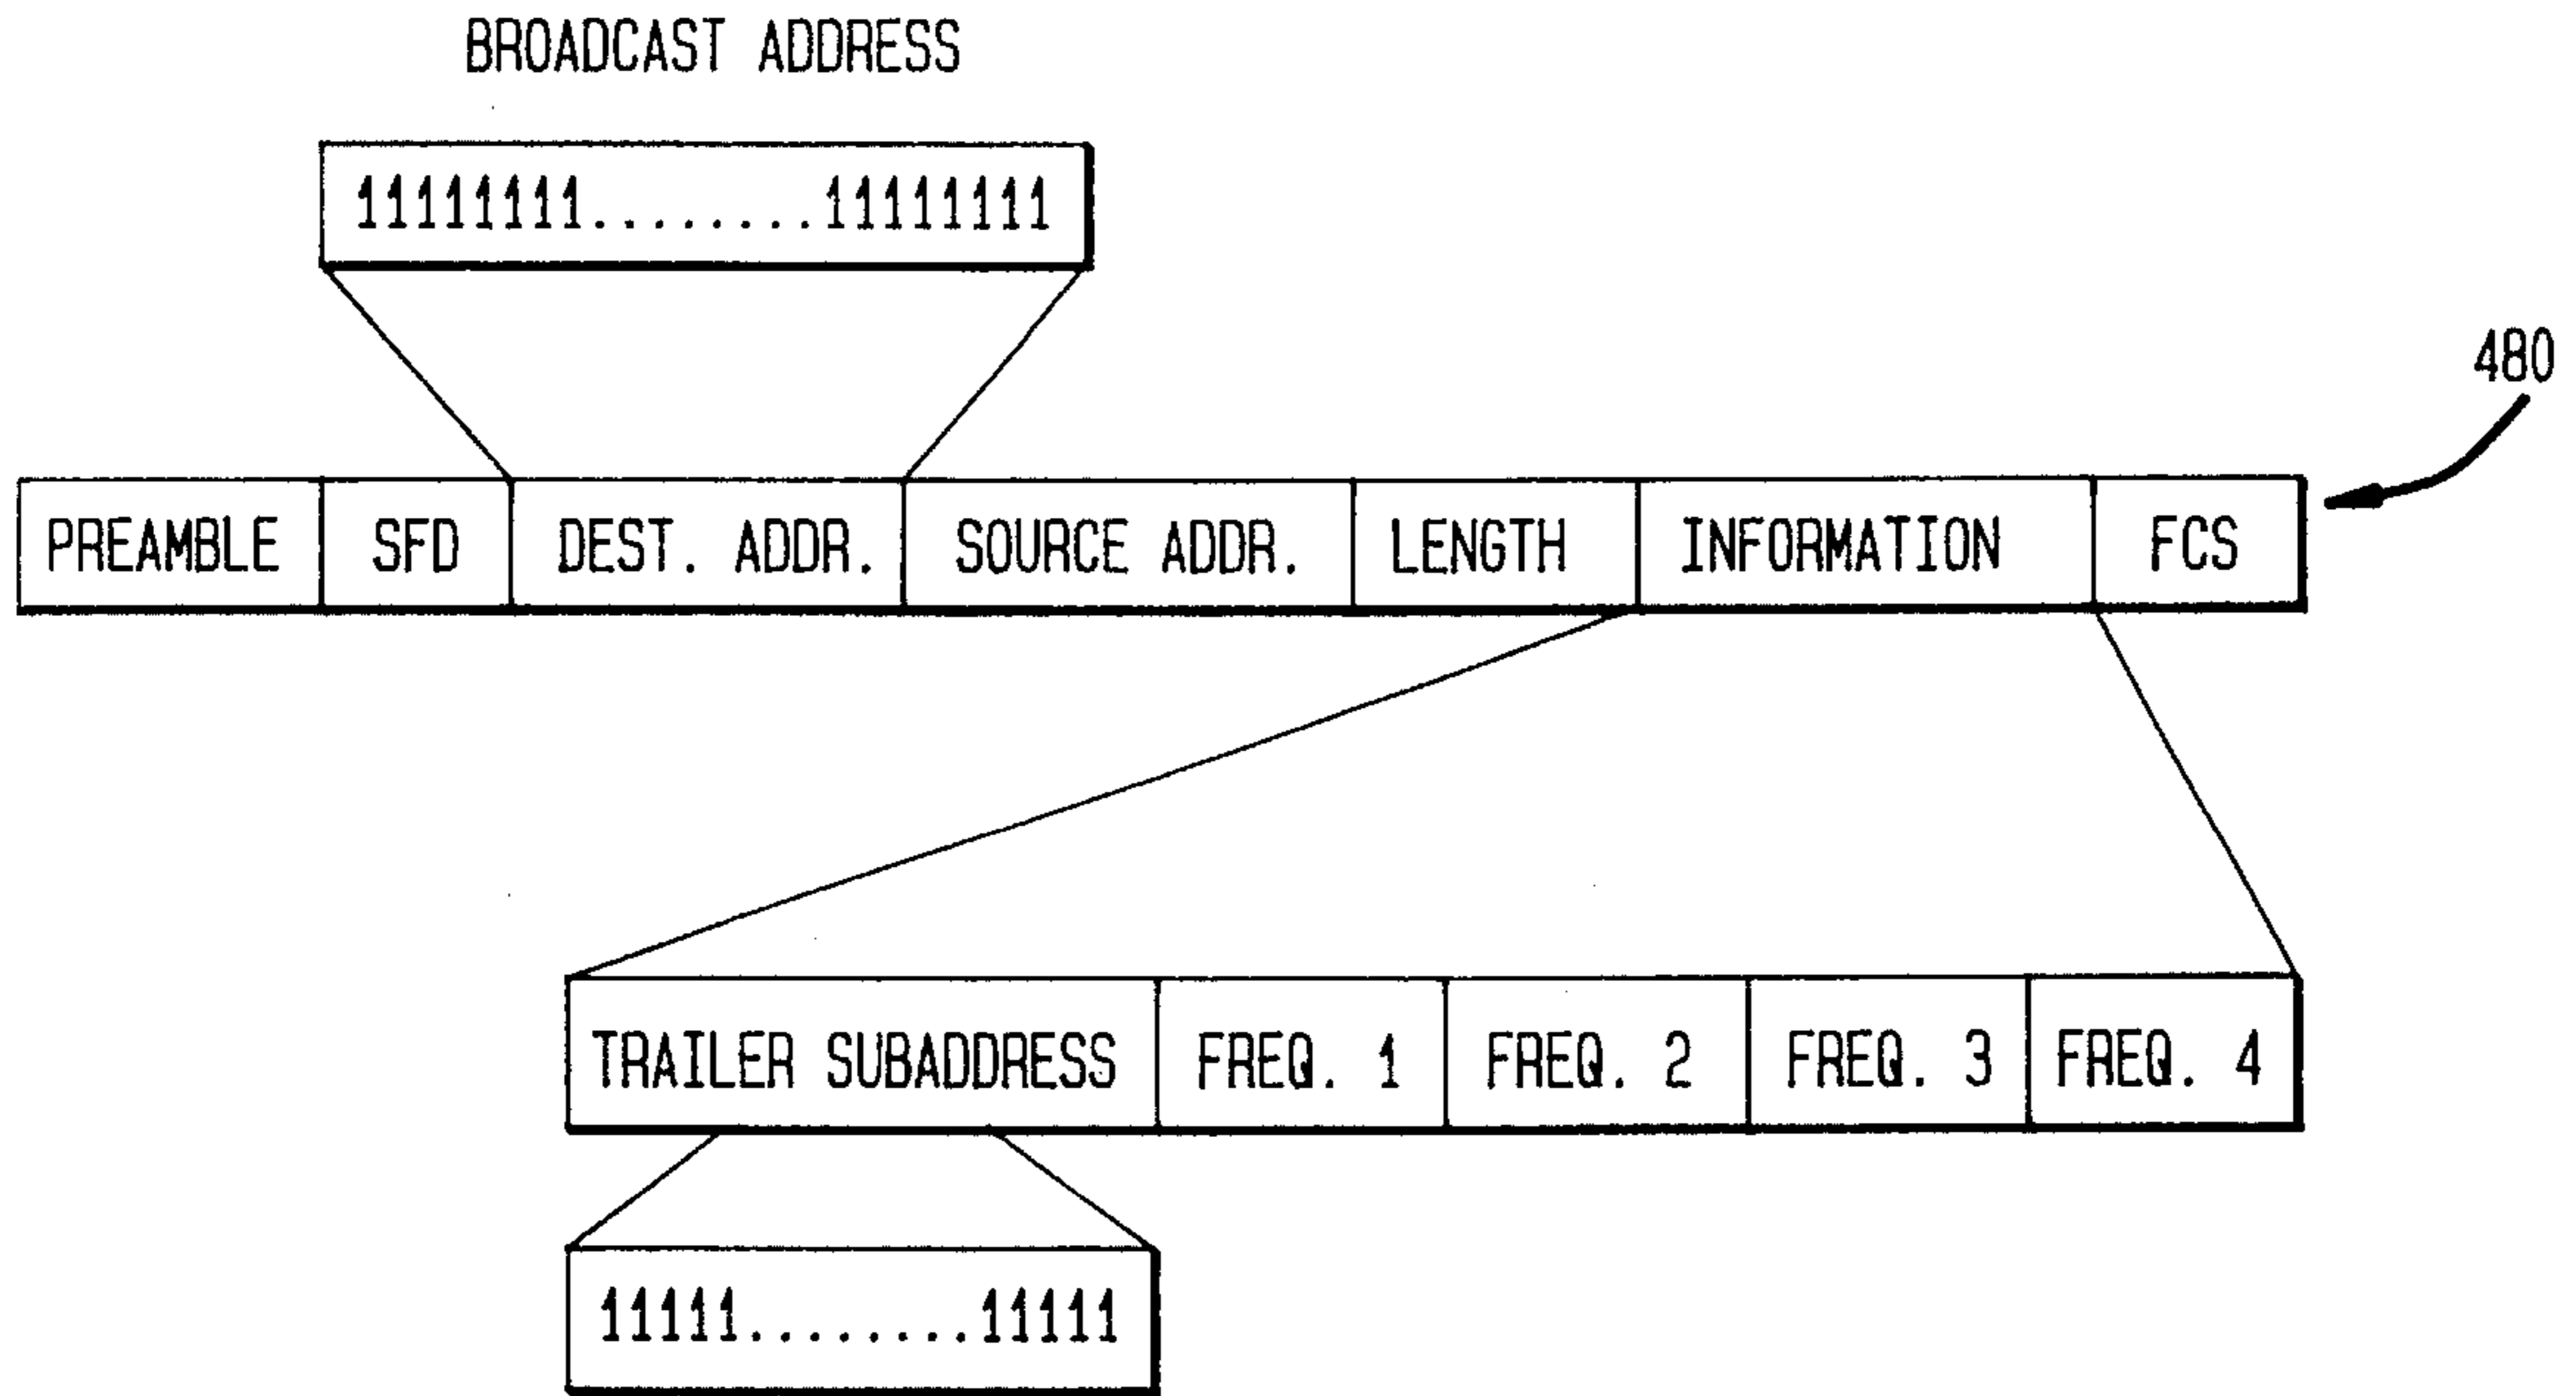 BROADCAST ADDRESS
11111111........11111111
480
PREAMBLE SFD DEST. ADDR. SOURCE ADDR. LENGTH INFORMATION FCS
TRAILER SUBADDRESS FREQ. 1 FREQ. 2 FREQ. 3 FREQ. 4
11111........11111